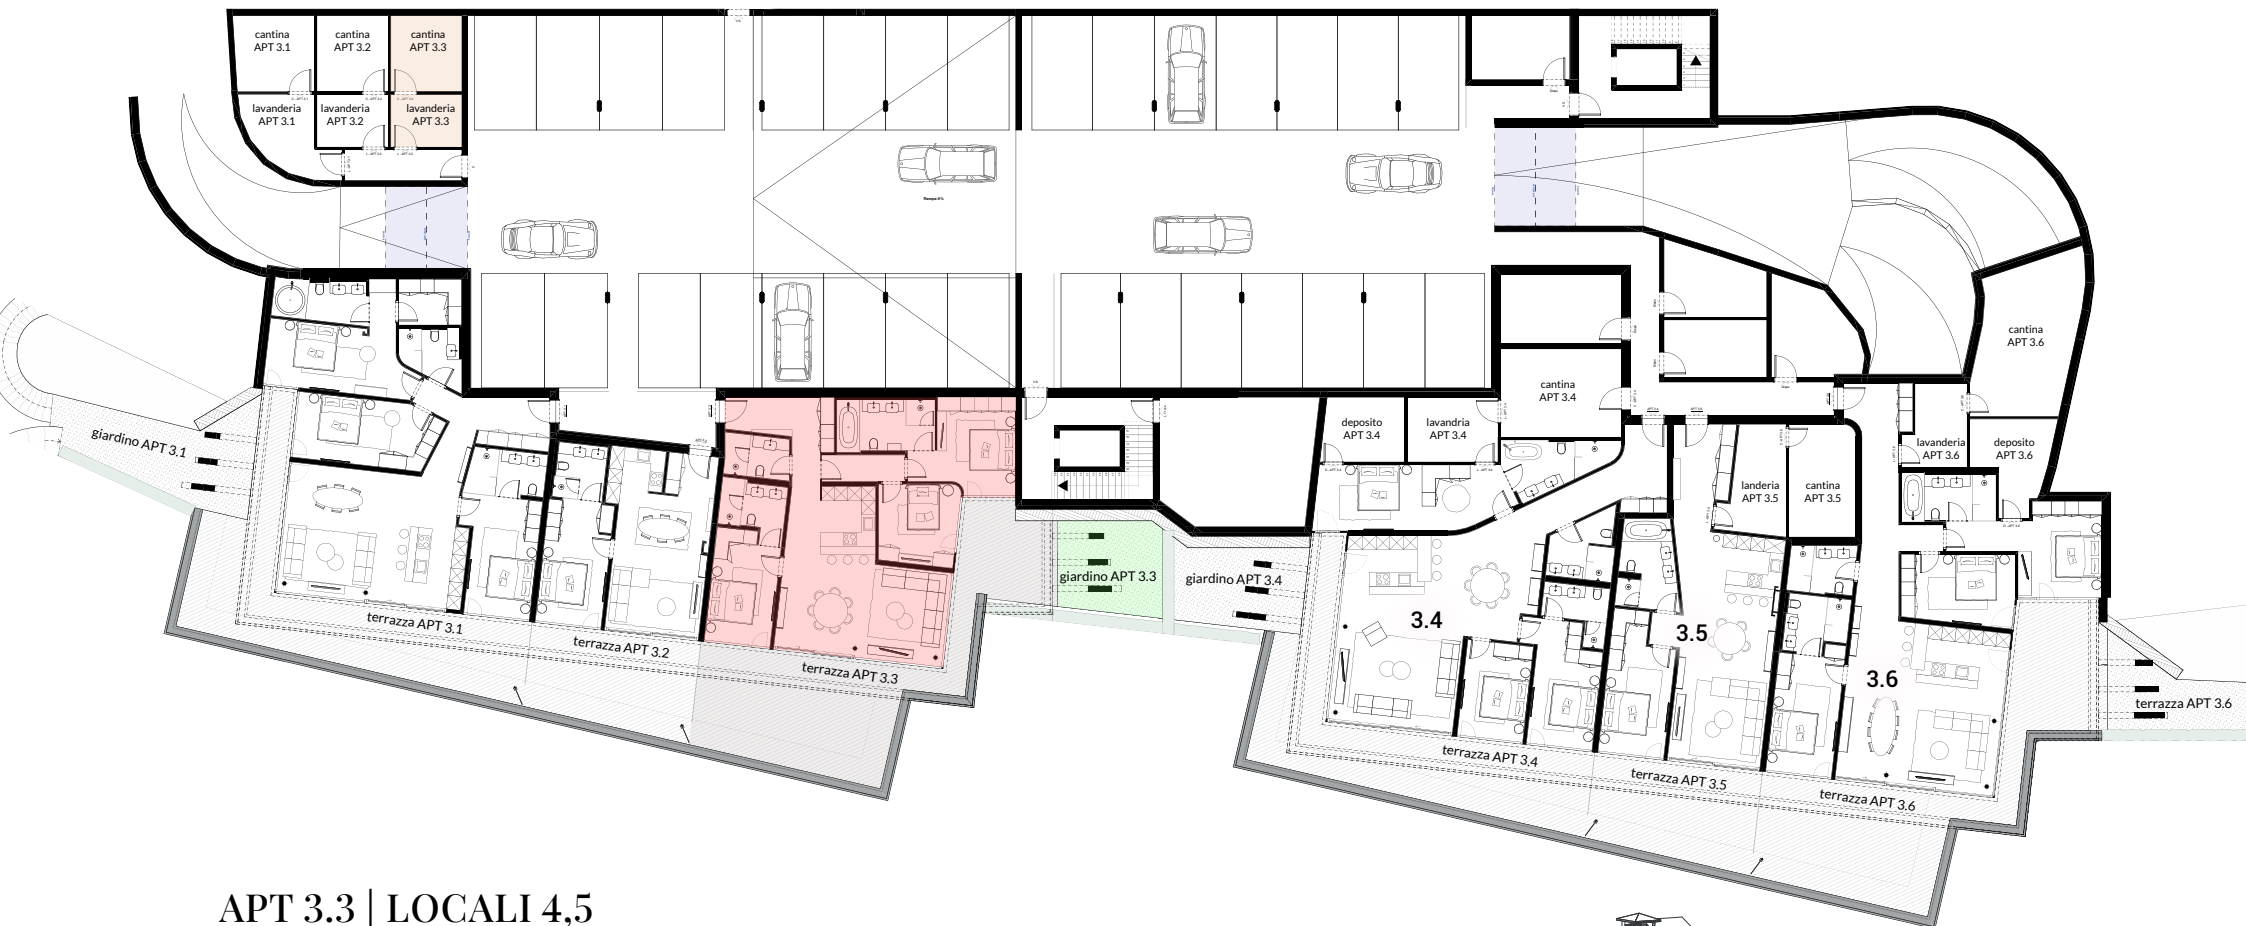 cantina
APT 3.1
cantina
APT 3.2
cantina
APT 3.3
lavanderia
APT 3.1
lavanderia
APT 3.2
lavanderia
APT 3.3
Rampa 6%
cantina
APT 3.6
cantina
APT 3.4
deposito
APT 3.4
lavandria
APT 3.4
giardino APT 3.1
lavanderia
APT 3.6
deposito
APT 3.6
landeria
APT 3.5
cantina
APT 3.5
giardino APT 3.3
giardino APT 3.4
3.4
3.5
3.6
terrazza APT 3.1
terrazza APT 3.2
terrazza APT 3.3
terrazza APT 3.6
terrazza APT 3.4
terrazza APT 3.5
terrazza APT 3.6
APT 3.3 | LOCALI 4,5